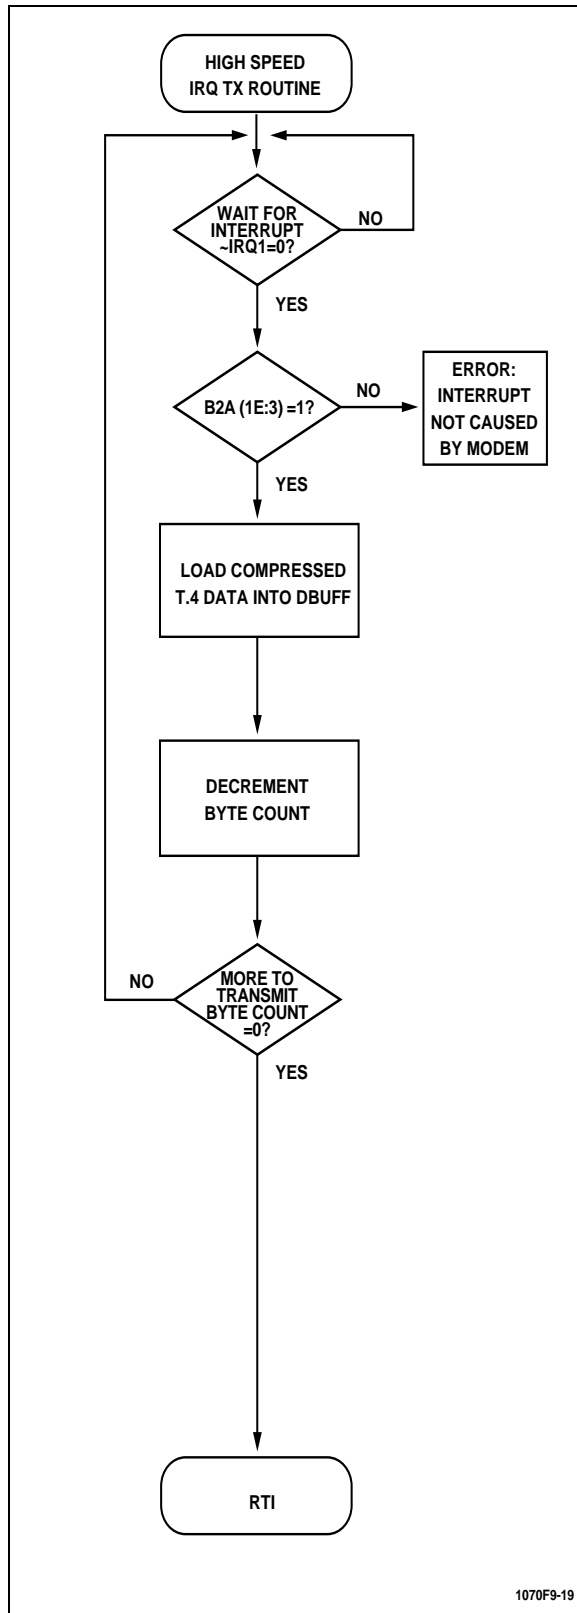 HIGH SPEED
IRQ TX ROUTINE
WAIT FOR
INTERRUPT
~IRQ1=0?
NO
YES
B2A (1E:3) =1?
NO
ERROR:
INTERRUPT
NOT CAUSED
BY MODEM
YES
LOAD COMPRESSED
T.4 DATA INTO DBUFF
DECREMENT
BYTE COUNT
NO
MORE TO
TRANSMIT
BYTE COUNT
=0?
YES
RTI
1070F9-19